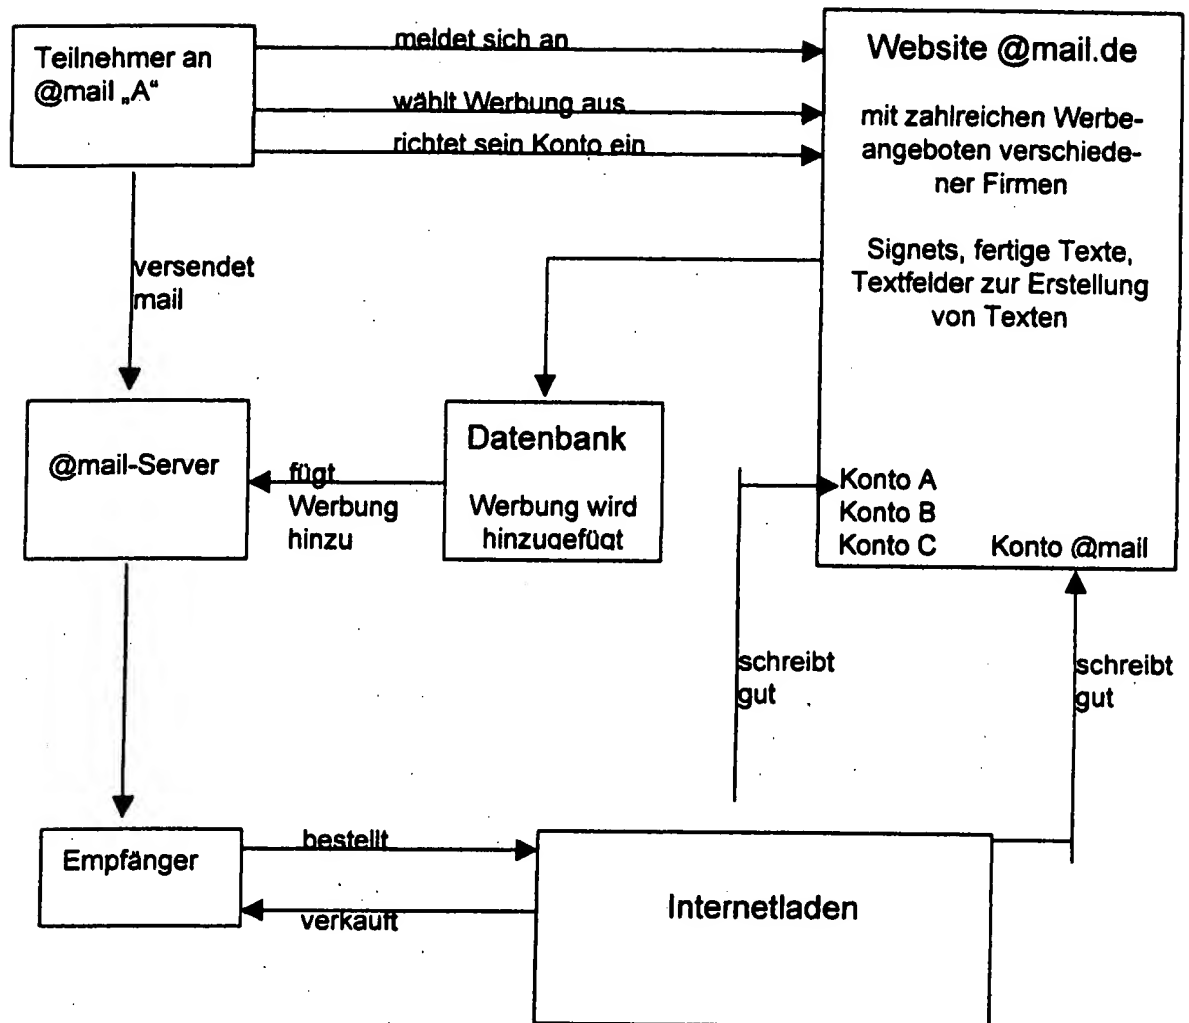 Teilnehmer an
@mail „A“
meldet sich an
wählt Werbung aus
richtet sein Konto ein
Website @mail.de
mit zahlreichen Werbe-
angeboten verschiede-
ner Firmen
Signets, fertige Texte,
Textfelder zur Erstellung
von Texten
versendet
mail
@mail-Server
fügt
Werbung
hinzu
Datenbank
Werbung wird
hinzugefügt
Konto A
Konto B
Konto C
Konto @mail
schreibt
gut
schreibt
gut
Empfänger
bestellt
verkauft
Internetladen